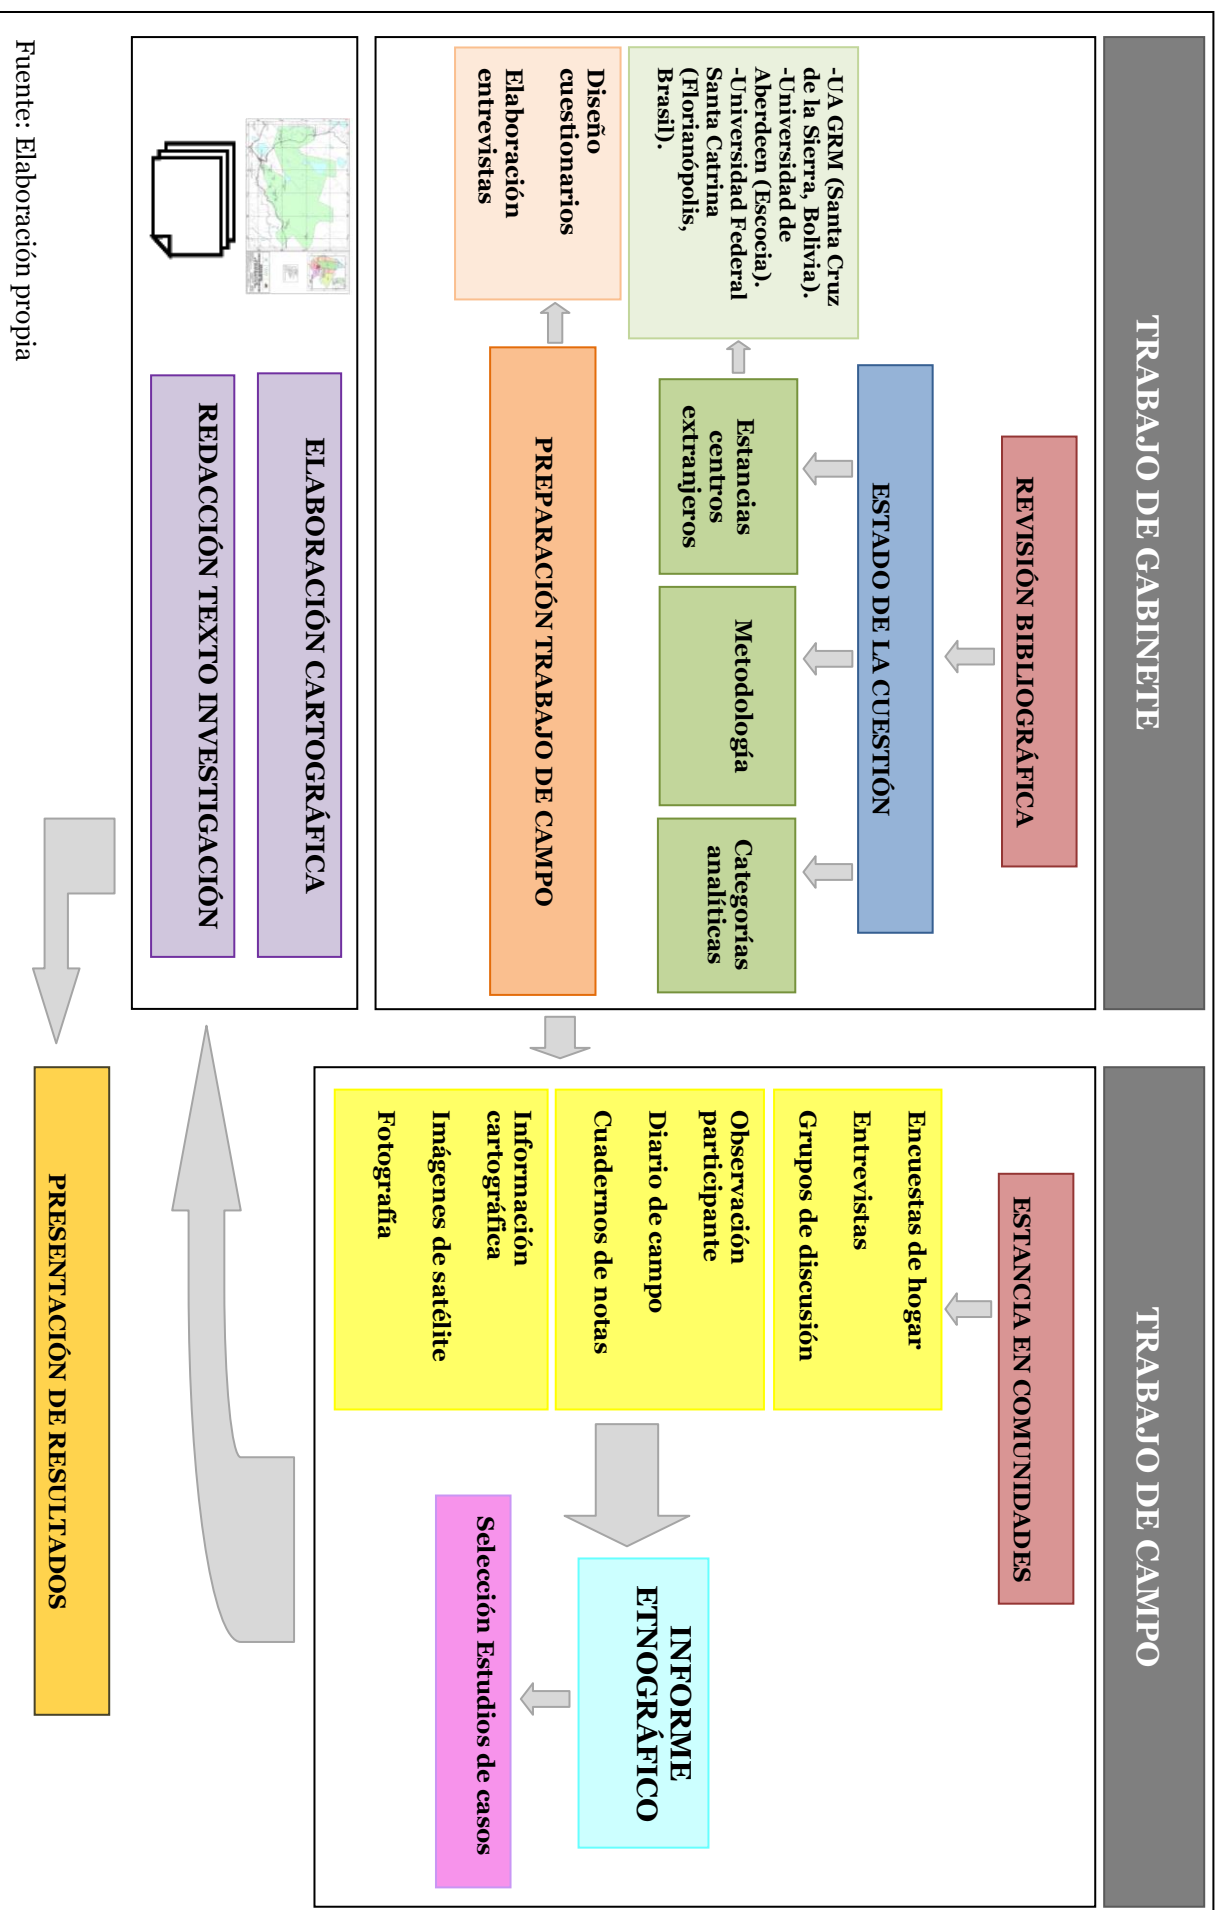 TRABAJO DE GABINETE
REVISIÓN BIBLIOGRÁFICA
ESTADO DE LA CUESTIÓN
Estancias
centros
extranjeros
Metodología
Categorías
analíticas
-UA GRM (Santa Cruz
de la Sierra, Bolivia).
-Universidad de
Aberdeen (Escocia).
-Universidad Federal
Santa Catrina
(Florianópolis,
Brasil).
PREPARACIÓN TRABAJO DE CAMPO
Diseño
cuestionarios
Elaboración
entrevistas
TRABAJO DE CAMPO
ESTANCIA EN COMUNIDADES
Encuestas de hogar
Entrevistas
Grupos de discusión
Observación
participante
Diario de campo
Cuadernos de notas
Información
cartográfica
Imágenes de satélite
Fotografía
INFORME
ETNOGRÁFICO
Selección Estudios de casos
ELABORACIÓN CARTOGRÁFICA
REDACCIÓN TEXTO INVESTIGACIÓN
PRESENTACIÓN DE RESULTADOS
Fuente: Elaboración propia